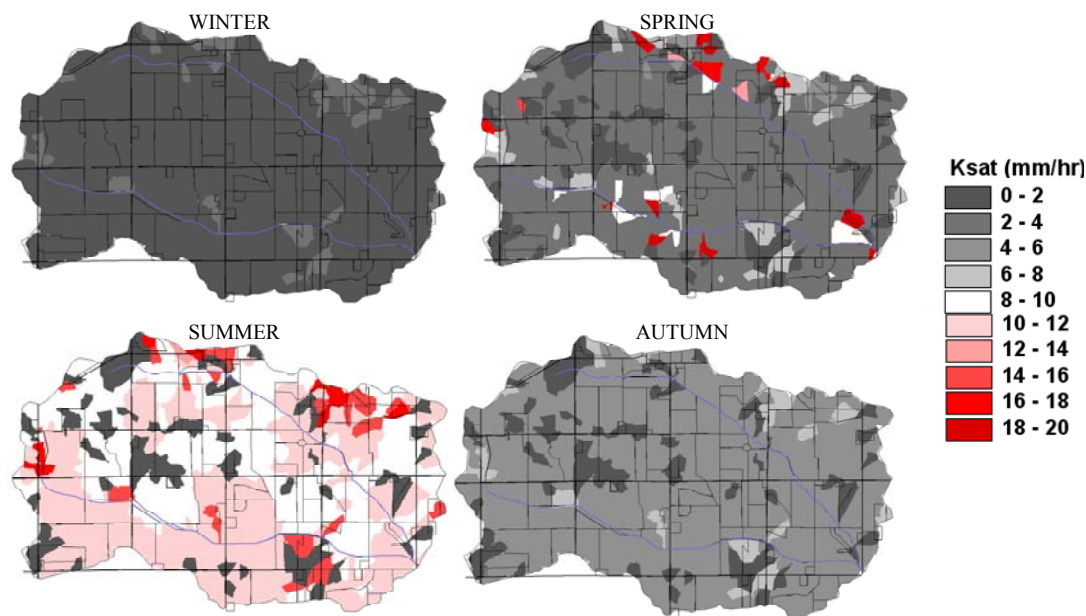 WINTER
SPRING
SUMMER
AUTUMN
Ksat (mm/hr)
0 - 2
2 - 4
4 - 6
6 - 8
8 - 10
10 - 12
12 - 14
14 - 16
16 - 18
18 - 20